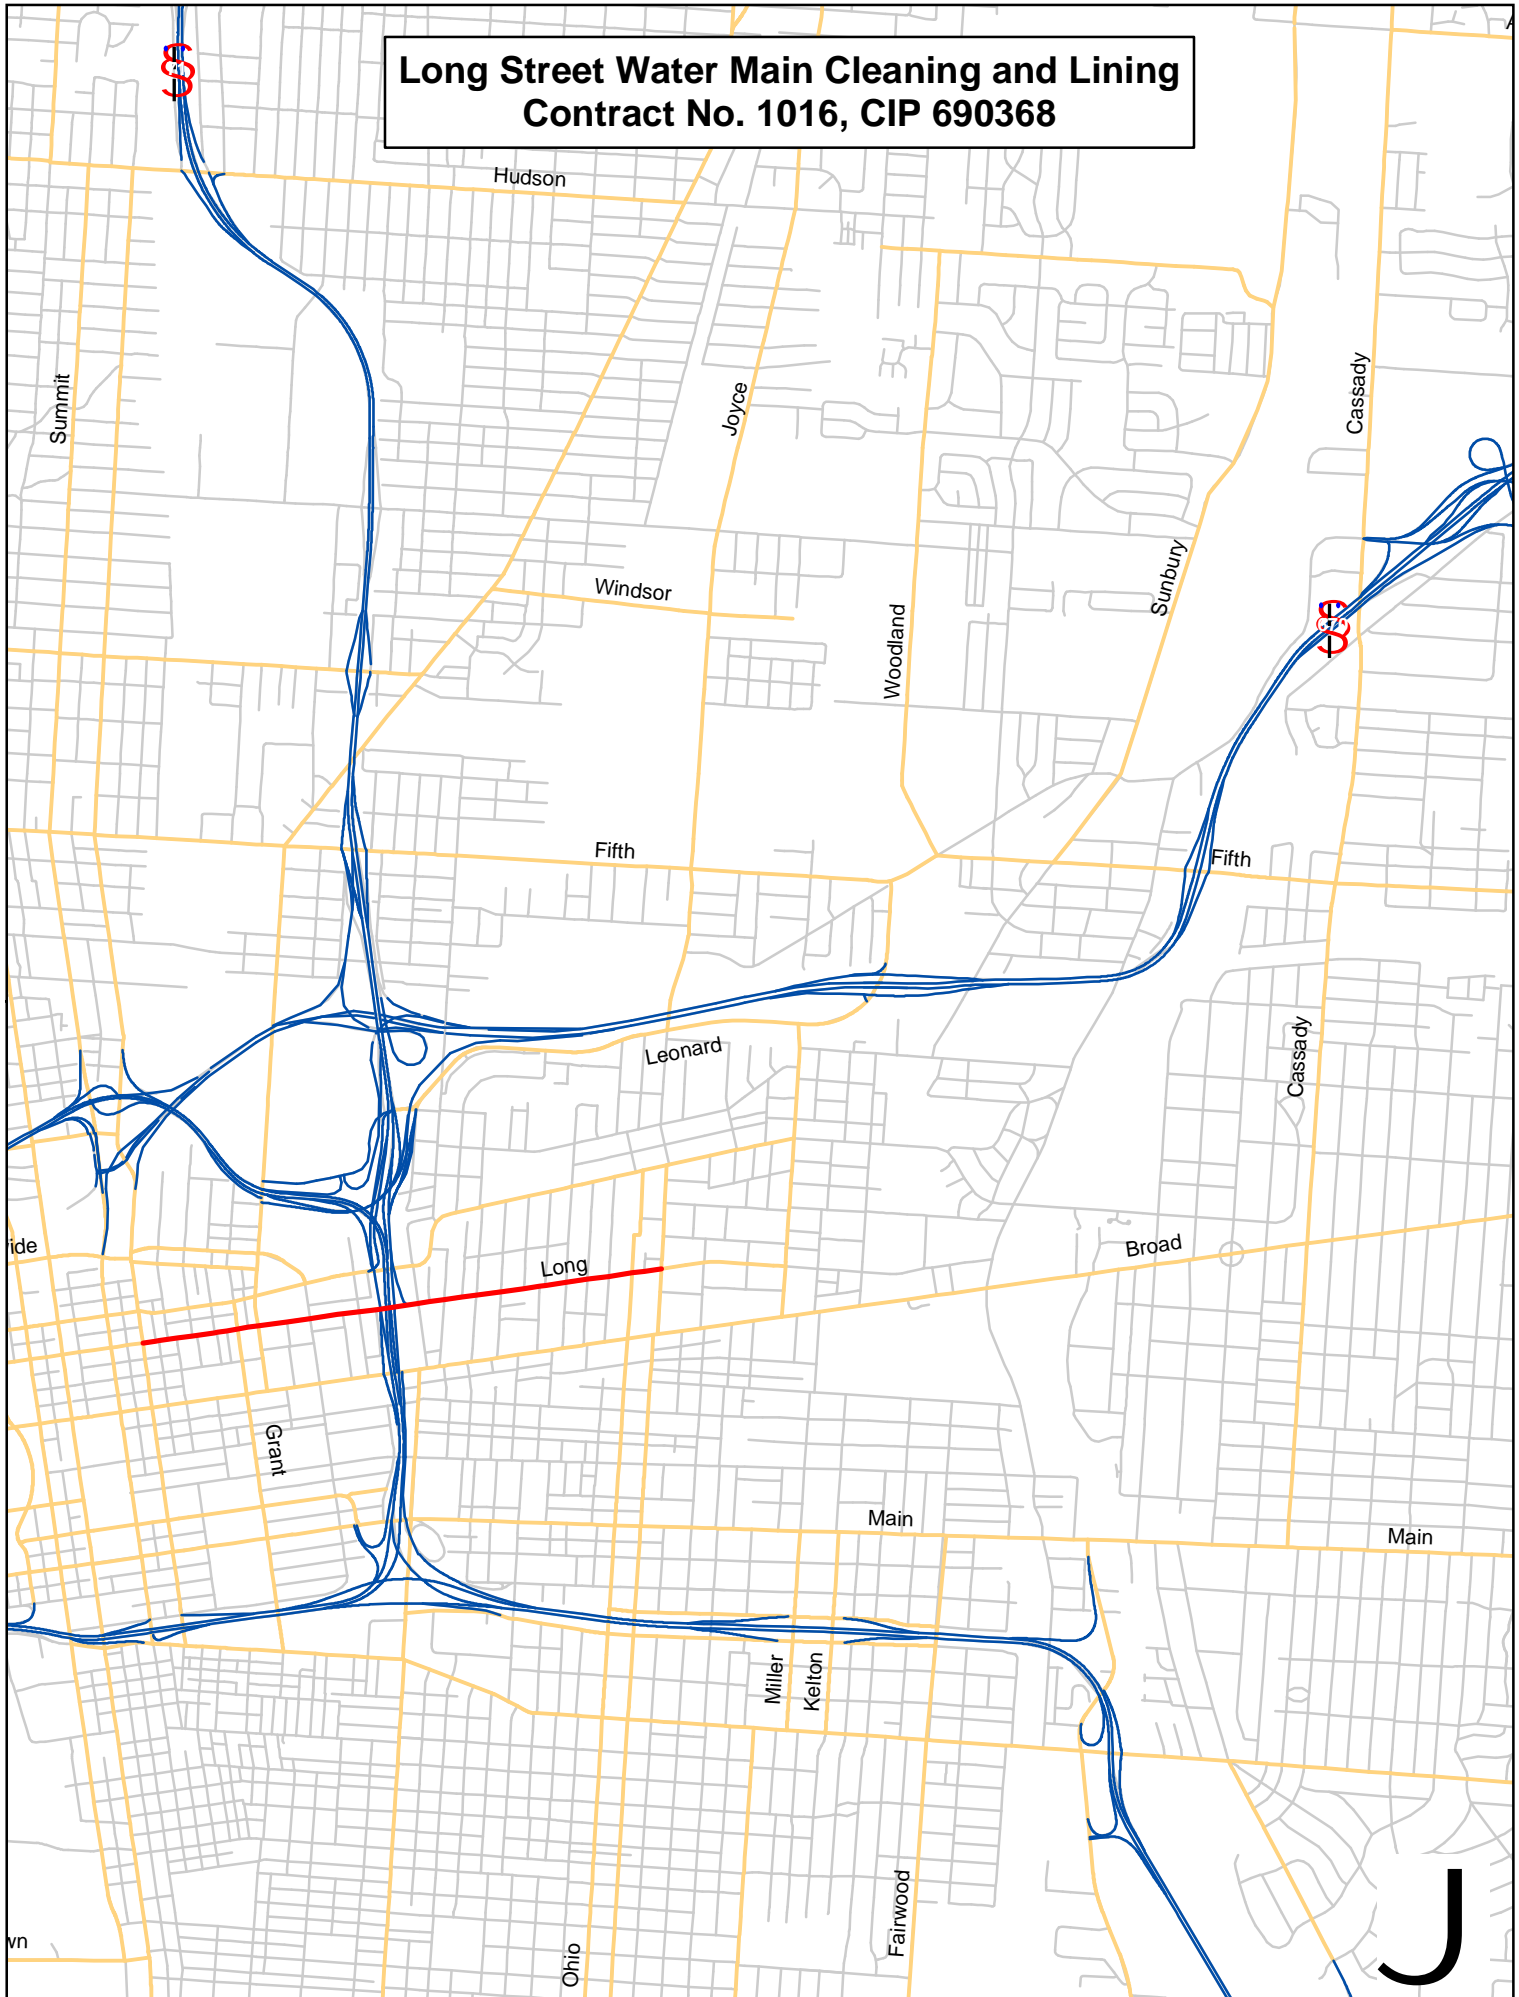 Long Street Water Main Cleaning and Lining
Contract No. 1016, CIP 690368
Hudson
Summit
Joyce
Cassady
Windsor
Sunbury
Woodland
Fifth
Fifth
Leonard
Cassady
Broad
ide
Long
Grant
Main
Main
Miller
Kelton
Fairwood
wn
Ohio
J